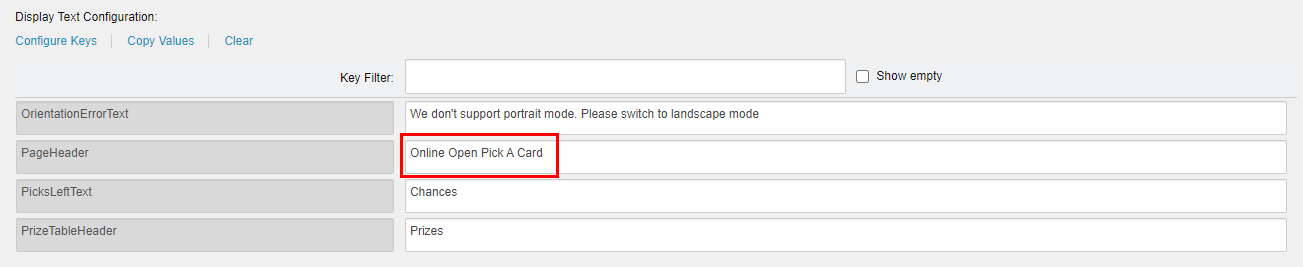 Display Text Configuration:
Configure Keys Copy Values Clear
Key Filter: Show empty
OrientationErrorText We don't support portrait mode. Please switch to landscape mode
PageHeader Online Open Pick A Card
PicksLeftText Chances
PrizeTableHeader Prizes